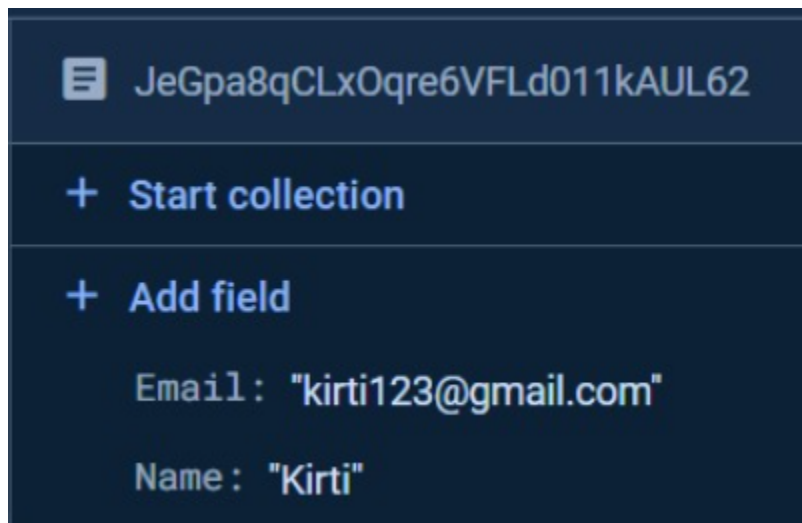 JeGpa8qCLxOqre6VFLd011kAUL62
+ Start collection
+ Add field
Email: "kirti123@gmail.com"
Name: "Kirti"